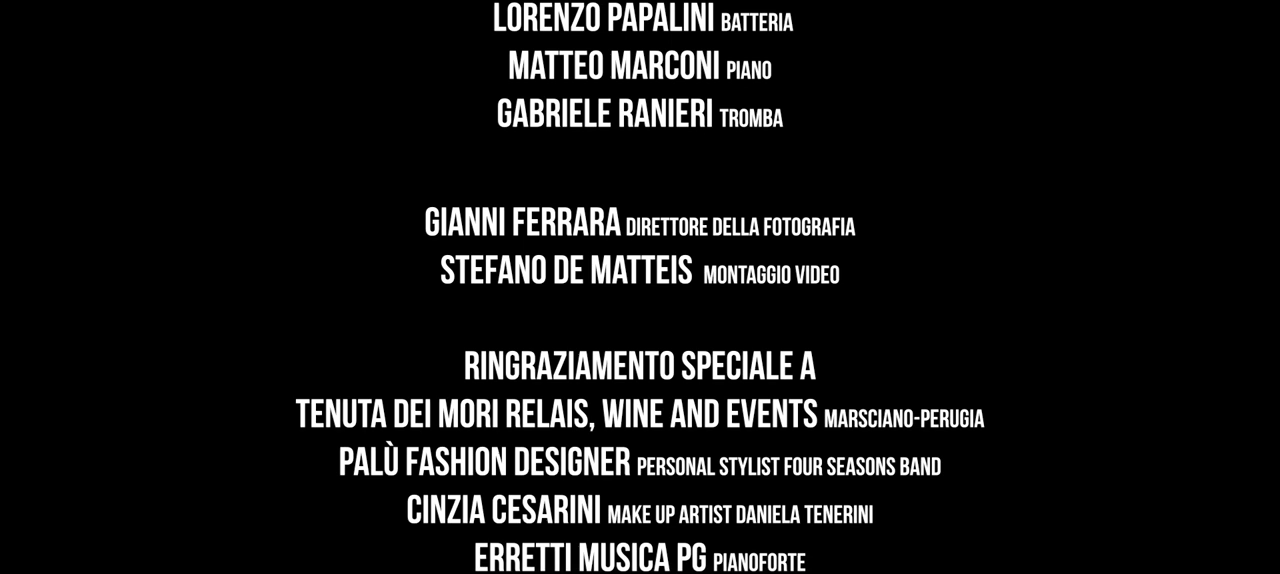 LORENZO PAPALINI BATTERIA
MATTEO MARCONI PIANO
GABRIELE RANIERI TROMBA
GIANNI FERRARA DIRETTORE DELLA FOTOGRAFIA
STEFANO DE MATTEIS MONTAGGIO VIDEO
RINGRAZIAMENTO SPECIALE A
TENUTA DEI MORI RELAIS, WINE AND EVENTS MARSCIANO-PERUGIA
PALÙ FASHION DESIGNER PERSONAL STYLIST FOUR SEASONS BAND
CINZIA CESARINI MAKE UP ARTIST DANIELA TENERINI
ERRETTI MUSICA PG PIANOFORTE